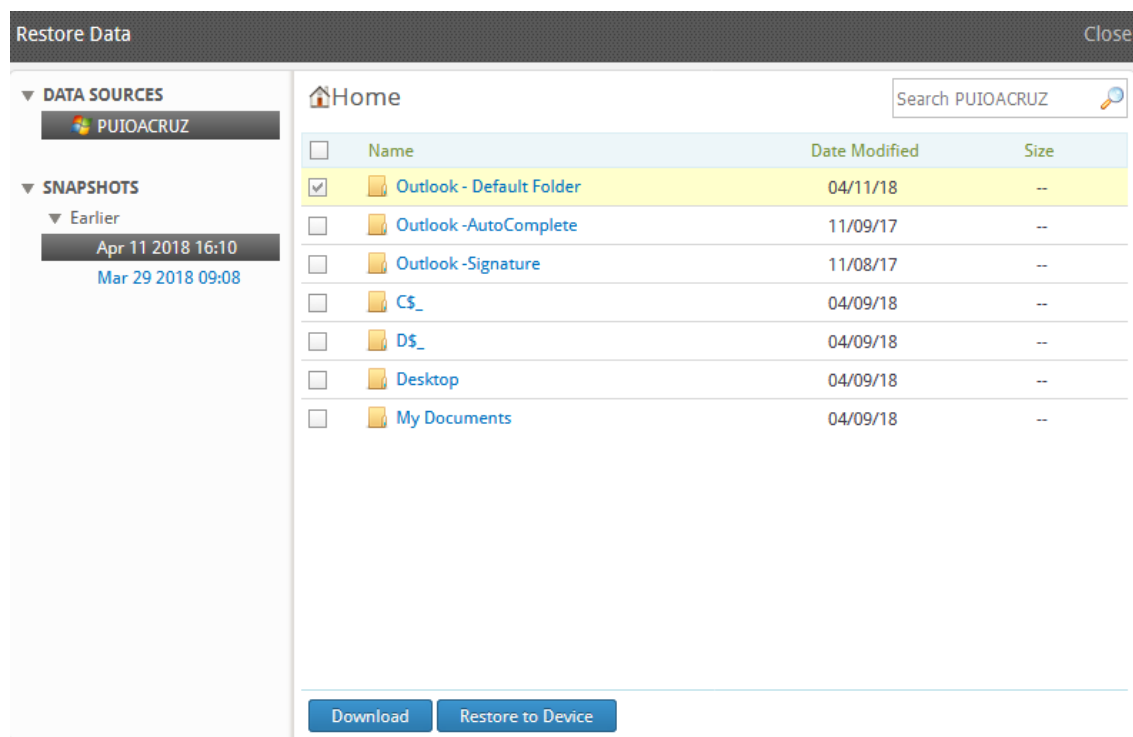 Restore Data Close
DATA SOURCES
PUIOACRUZ
SNAPSHOTS
Earlier
Apr 11 2018 16:10
Mar 29 2018 09:08
Home Search PUIOACRUZ
Name Date Modified Size
Outlook - Default Folder 04/11/18 --
Outlook -AutoComplete 11/09/17 --
Outlook -Signature 11/08/17 --
C$_ 04/09/18 --
D$_ 04/09/18 --
Desktop 04/09/18 --
My Documents 04/09/18 --
Download Restore to Device